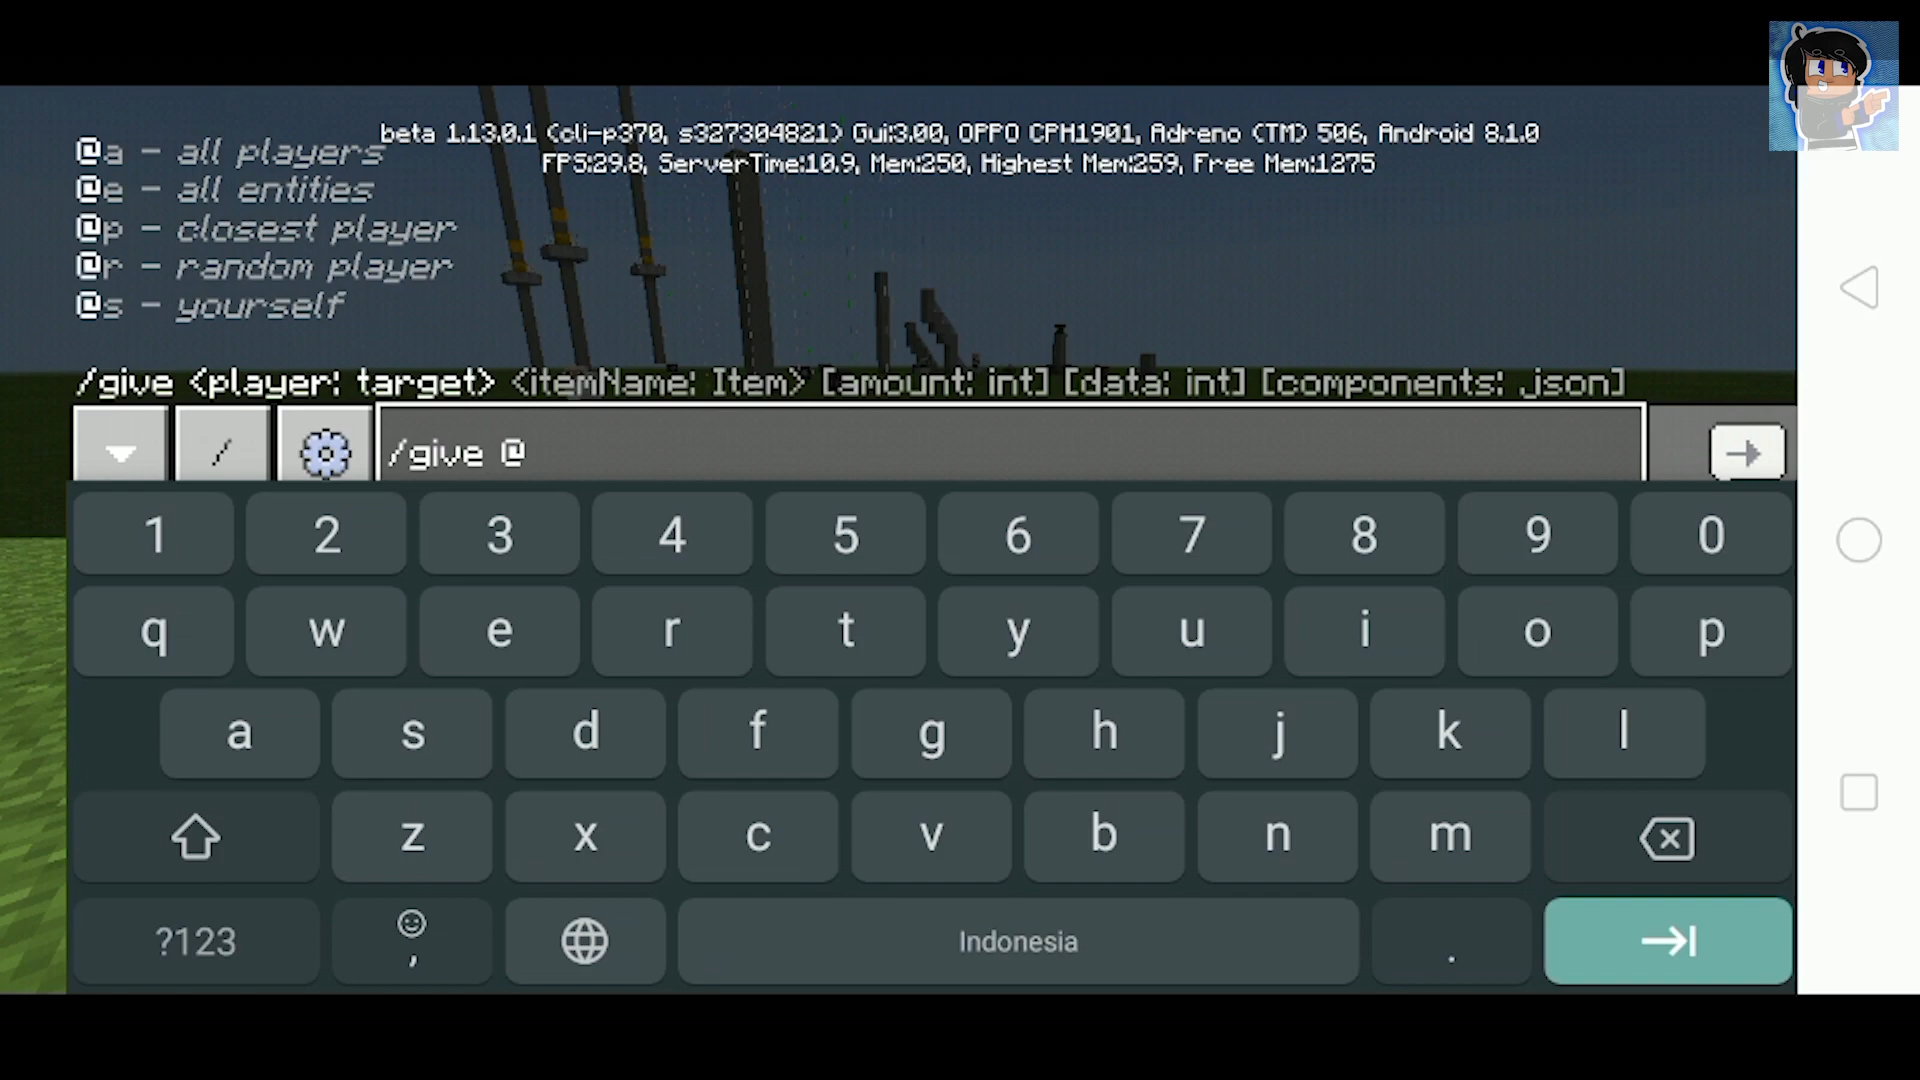 beta 1.13.0.1 (cli-p370, s327304821) Gui:3.00, OPPO CPH1901, Adreno (TM) 506, Android 8.1.0
FPS:29.8, ServerTime:10.9, Mem:250, Highest Mem:259, Free Mem:1275
@a - all players
@e - all entities
@p - closest player
@r - random player
@s - yourself
/give <player: target> <itemName: Item> [amount: int] [data: int] [components: json]
/ /give @
1 2 3 4 5 6 7 8 9 0
q w e r t y u i o p
a s d f g h j k l
z x c v b n m
?123 , Indonesia .